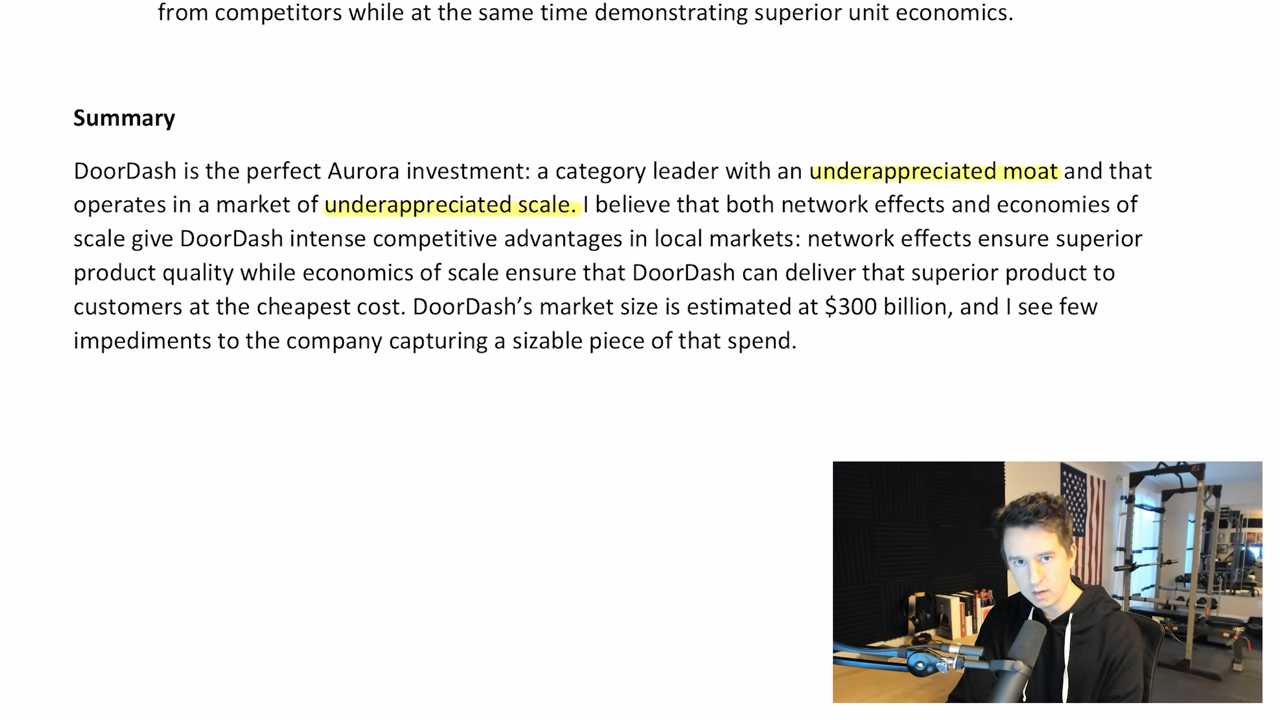 from competitors while at the same time demonstrating superior unit economics.
Summary
DoorDash is the perfect Aurora investment: a category leader with an underappreciated moat and that
operates in a market of underappreciated scale. I believe that both network effects and economies of
scale give DoorDash intense competitive advantages in local markets: network effects ensure superior
product quality while economics of scale ensure that DoorDash can deliver that superior product to
customers at the cheapest cost. DoorDash’s market size is estimated at $300 billion, and I see few
impediments to the company capturing a sizable piece of that spend.